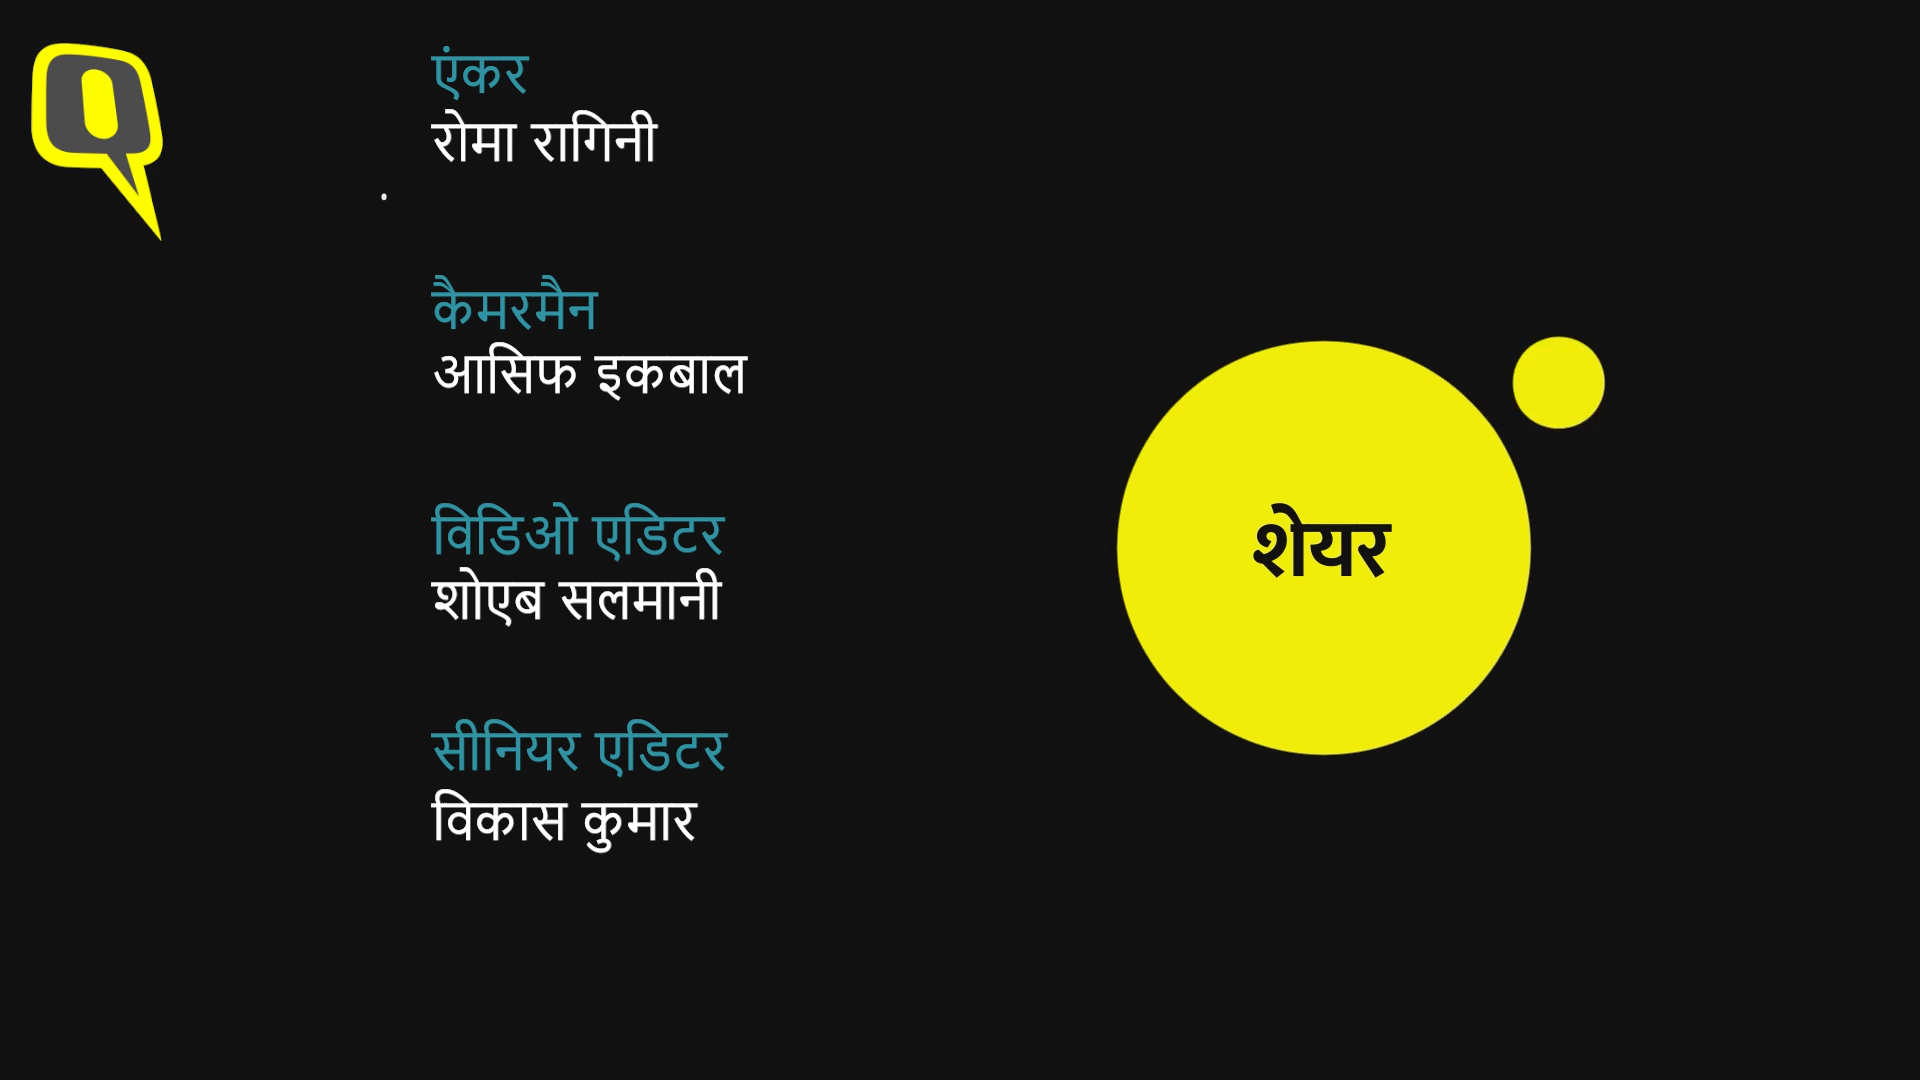 एंकर
रोमा रागिनी
कैमरमैन
आसिफ इकबाल
विडिओ एडिटर
शोएब सलमानी
सीनियर एडिटर
विकास कुमार
शेयर